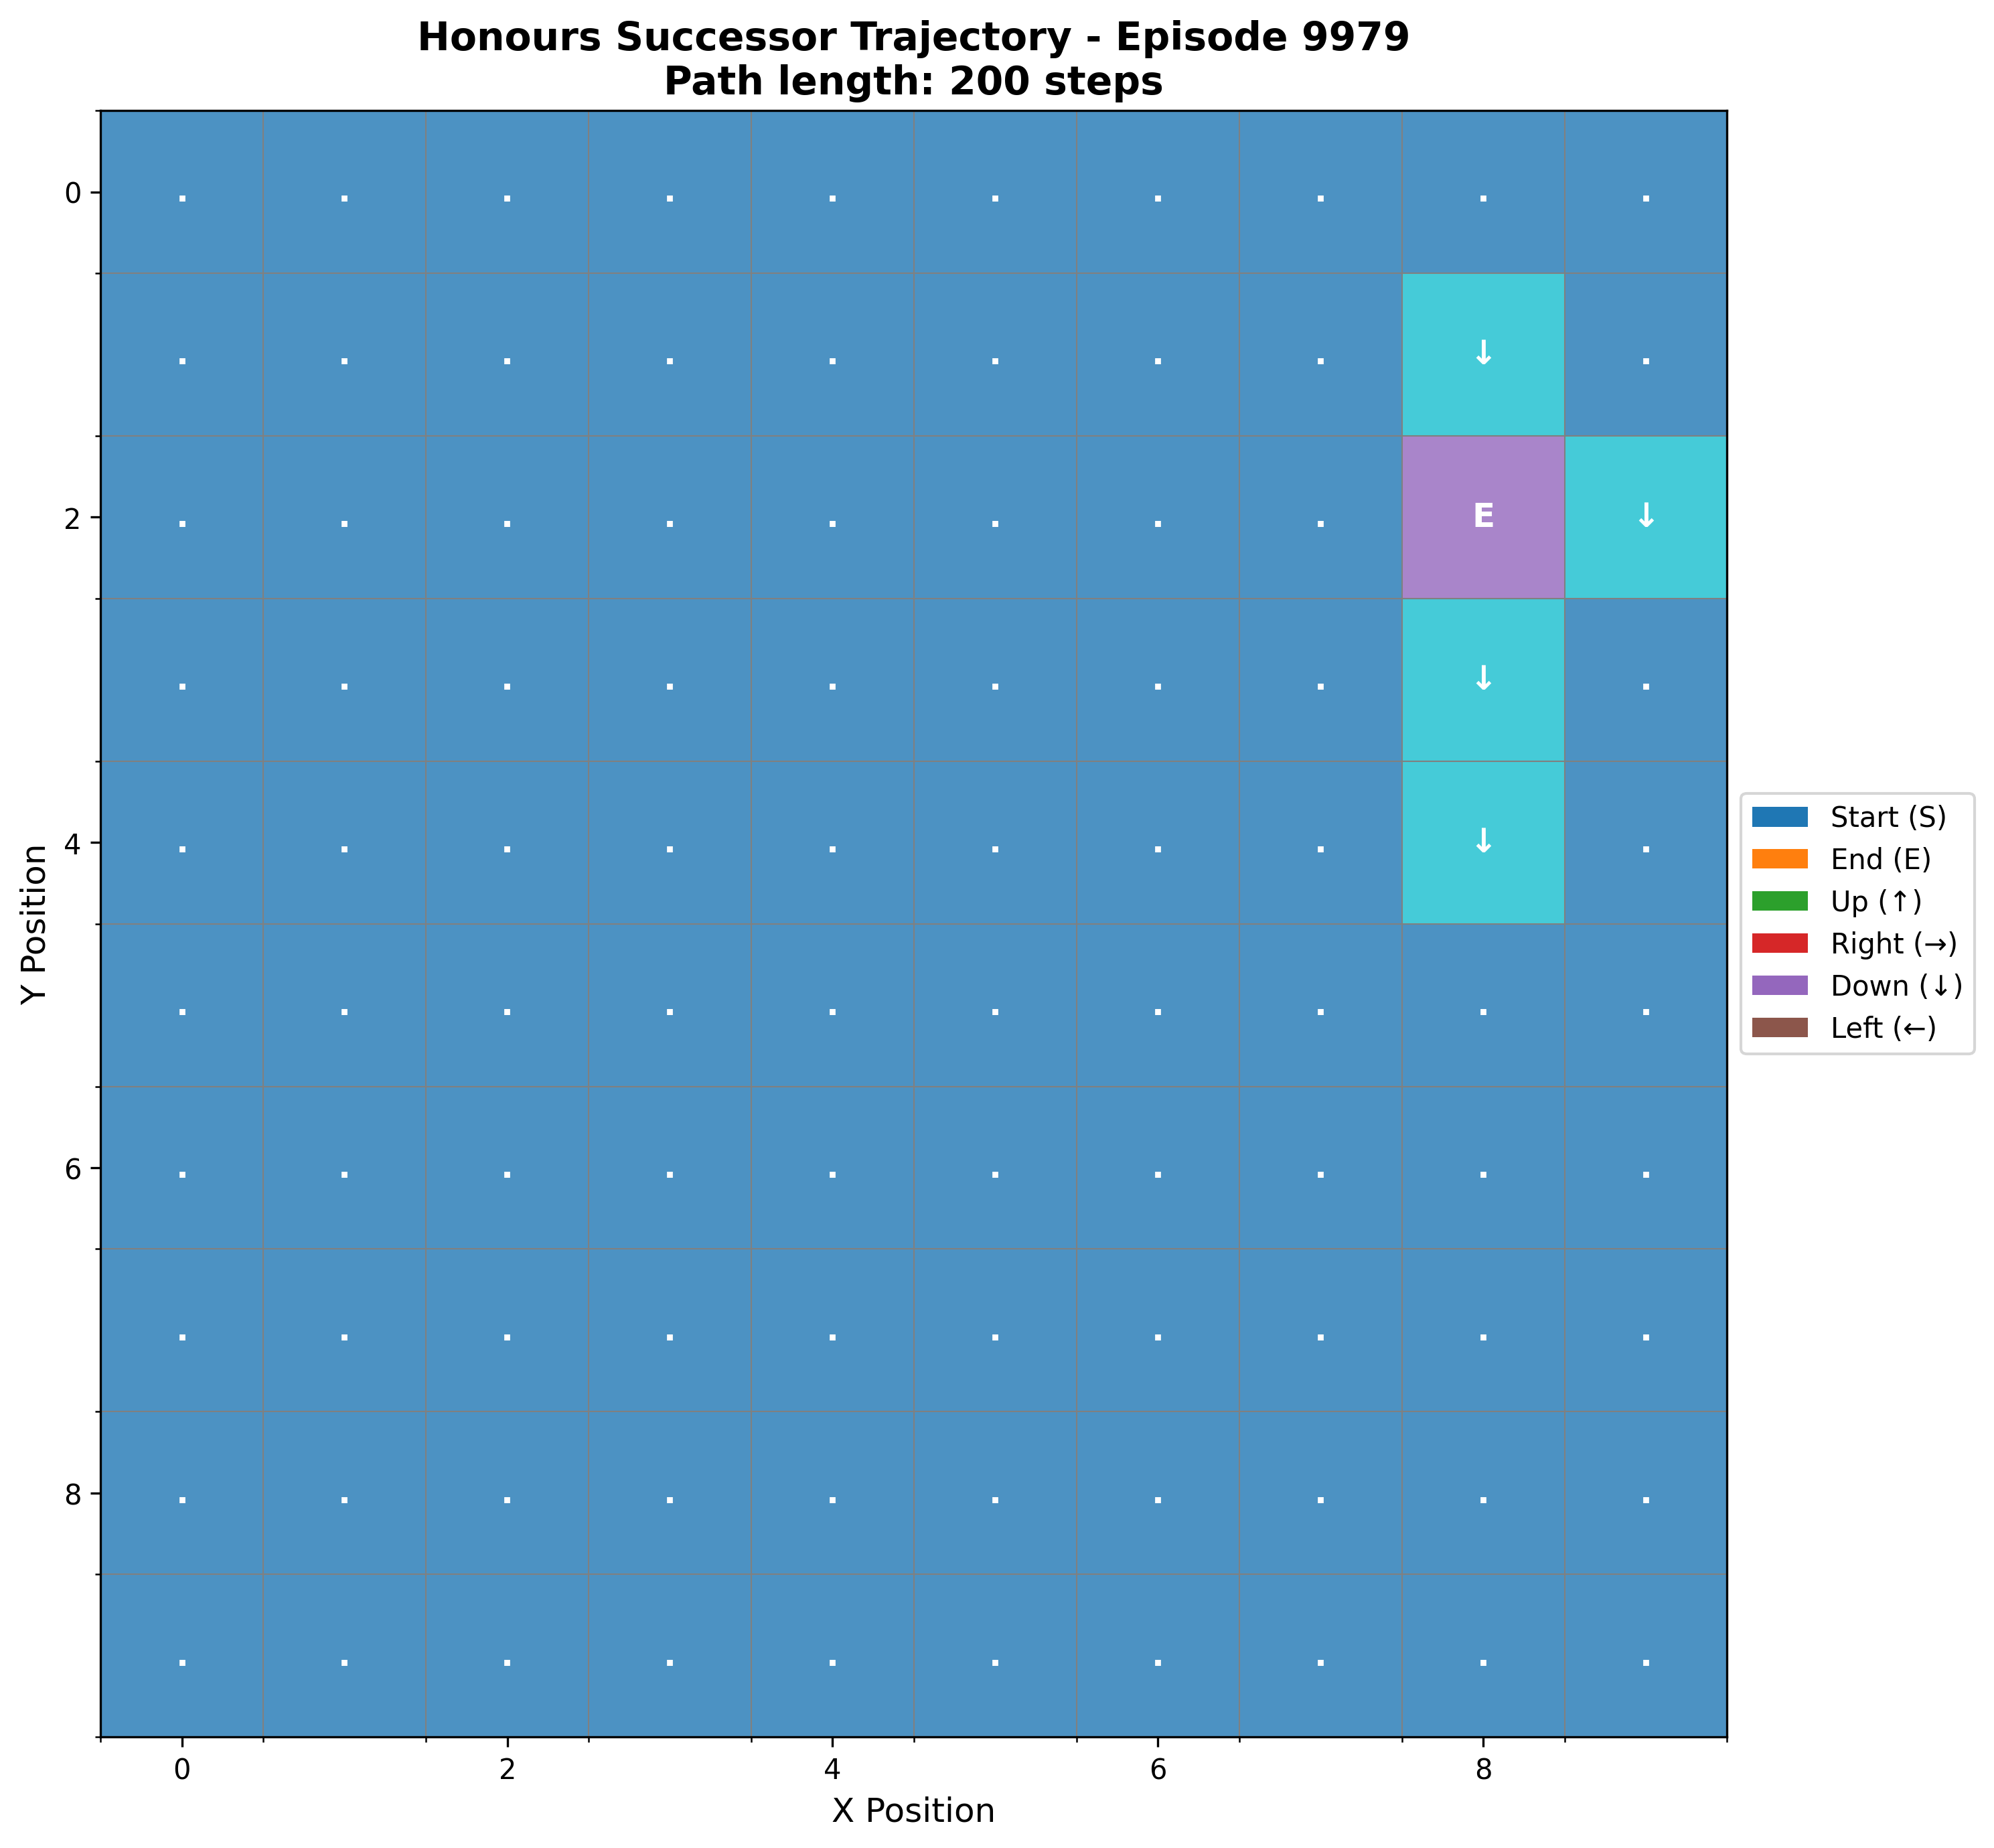 Honours Successor Trajectory - Episode 9979
Path length: 200 steps
0
↓
2
E ↓
↓
4
↓
6
8
Y Position
0 2 4 6 8
X Position
Start (S)
End (E)
Up (↑)
Right (→)
Down (↓)
Left (←)